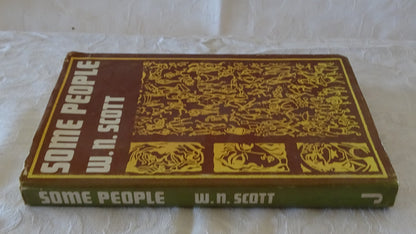 SOME PEOPLE
W. N. SCOTT
SOME PEOPLE W. N. SCOTT J